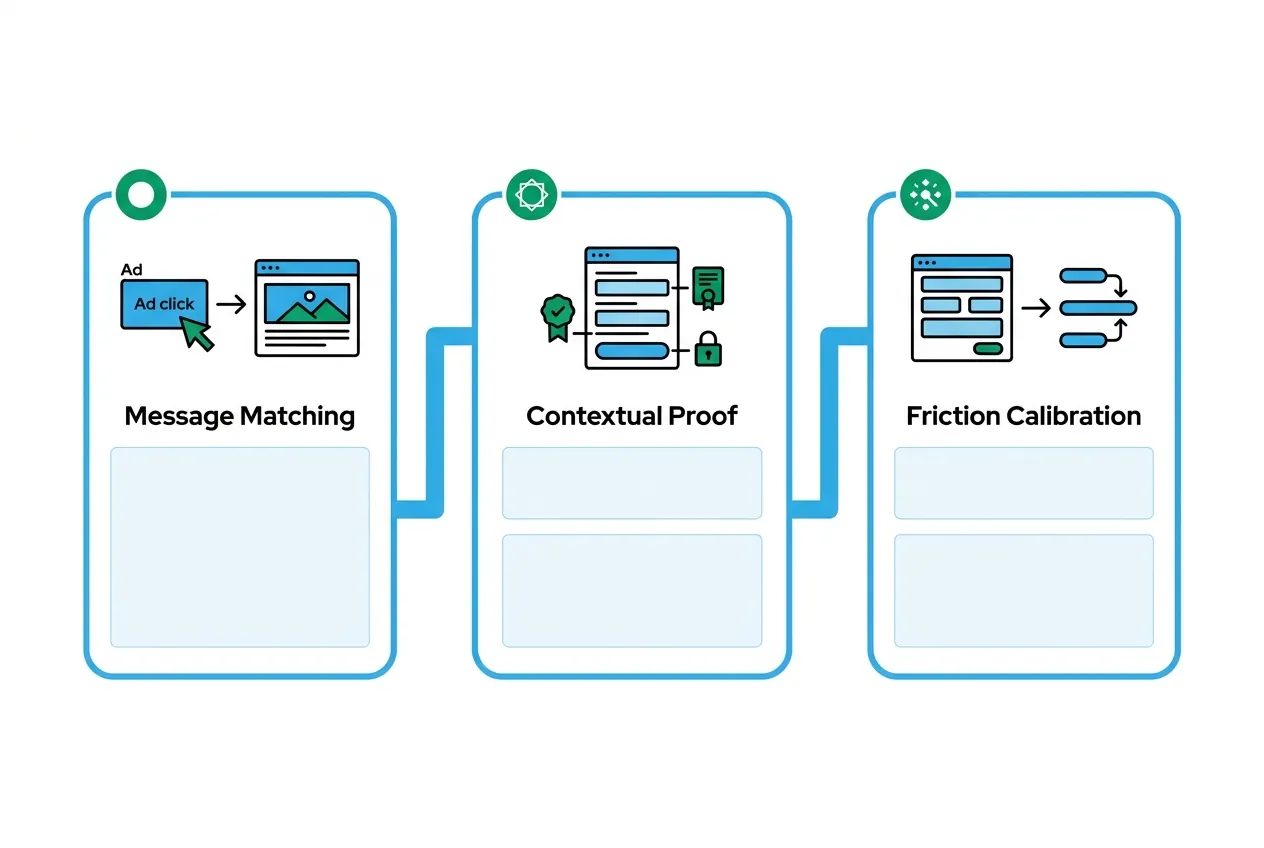 Ad
Ad click
Message Matching
Contextual Proof
Friction Calibration